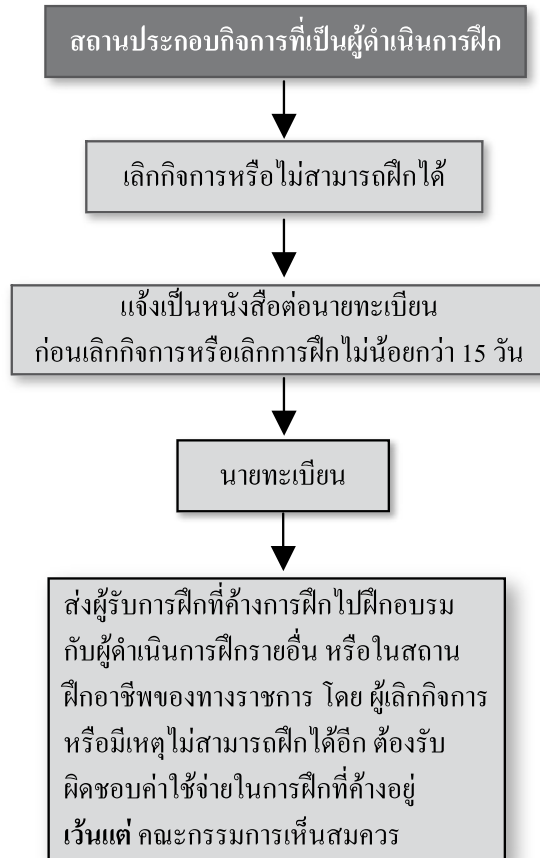 สถานประกอบกิจการที่เป็นผู้ดำเนินการฝึก
เลิกกิจการหรือไม่สามารถฝึกได้
แจ้งเป็นหนังสือต่อนายทะเบียน
ก่อนเลิกกิจการหรือเลิกการฝึกไม่น้อยกว่า 15 วัน
นายทะเบียน
ส่งผู้รับการฝึกที่ค้างการฝึกไปฝึกอบรม
กับผู้ดำเนินการฝึกรายอื่น หรือในสถาน
ฝึกอาชีพของทางราชการ โดย ผู้เลิกกิจการ
หรือมีเหตุไม่สามารถฝึกได้อีก ต้องรับ
ผิดชอบค่าใช้จ่ายในการฝึกที่ค้างอยู่
เว้นแต่ คณะกรรมการเห็นสมควร